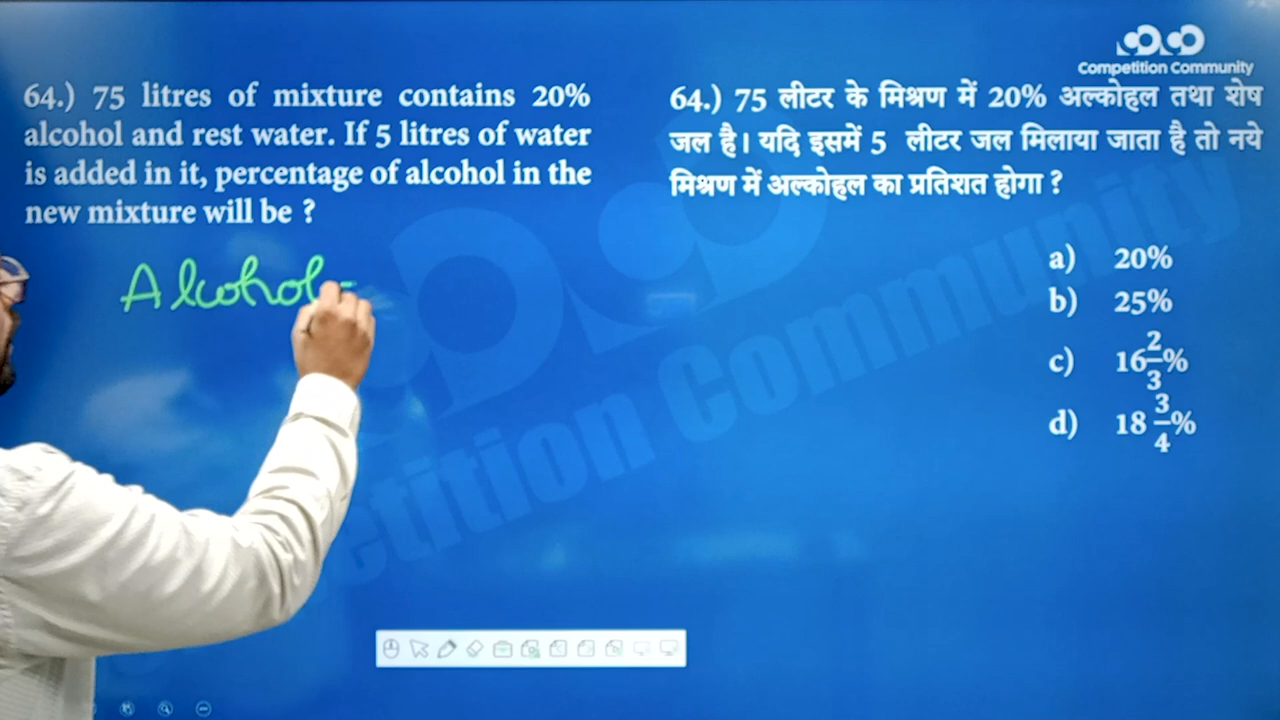 Competition Community
64.) 75 litres of mixture contains 20%
alcohol and rest water. If 5 litres of water
is added in it, percentage of alcohol in the
new mixture will be ?
Alcohol-
64.) 75 लीटर के मिश्रण में 20% अल्कोहल तथा शेष
जल है। यदि इसमें 5 लीटर जल मिलाया जाता है तो नये
मिश्रण में अल्कोहल का प्रतिशत होगा ?
a) 20%
b) 25%
c) 16 2/3 %
d) 18 3/4 %
Competition Community